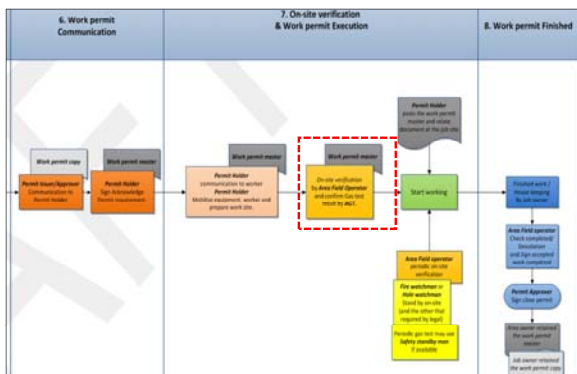 6. Work permit
Communication
7. On-site verification
& Work permit Execution
8. Work permit Finished
Work permit copy
Work permit master
Permit Issuer/Approver
Communication to
Permit Holder
Permit Holder
Sign Acknowledge
Permit requirement.
Work permit master
Permit Holder
communication to worker
Permit Holder
Mobilize equipment, worker and
prepare work site.
Work permit master
On-site verification
by Area Field Operator
and confirm Gas test
result by AGT.
Permit Holder
posts the work permit
master and relate
document at the job site
Start working
Area Field operator
periodic on-site
verification
Fire watchman or
Hole watchman
Stand by on-site
(and the other that
required by legal)
Periodic gas test may use
Safety standby man
if available
Finished work /
House keeping
By Job owner
Area Field operator
Check completed/
Desolation
and Sign accepted
work completed
Permit Approver
Sign close permit
Area owner retained
the work permit
master
Job owner retained
the work permit copy